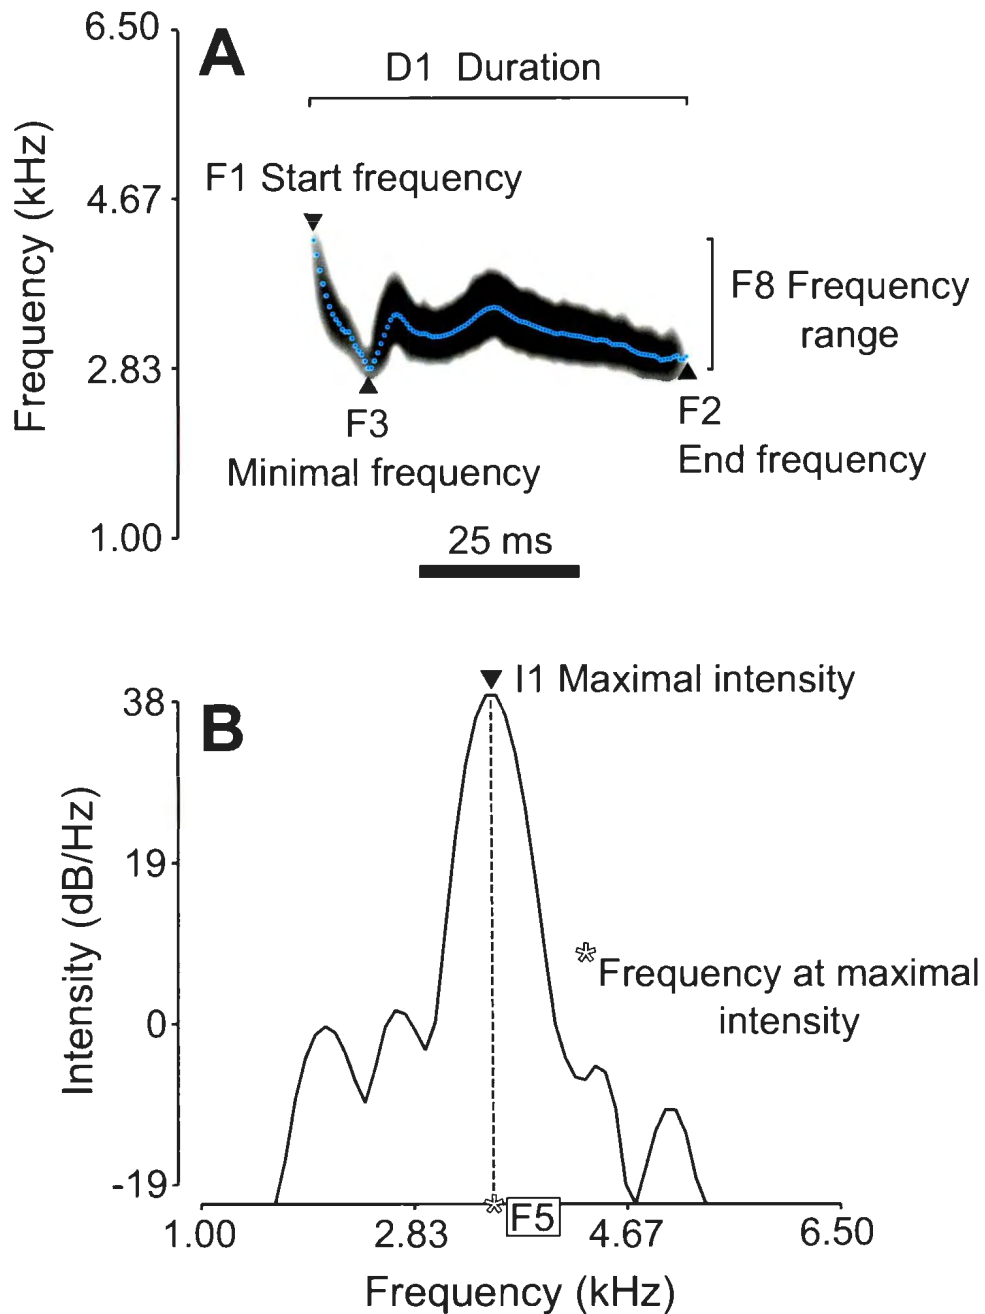 6.50
A
D1 Duration
F1 Start frequency
4.67
Frequency (kHz)
F8 Frequency
range
2.83
F3
Minimal frequency
F2
End frequency
1.00
25 ms
I1 Maximal intensity
38
B
19
Intensity (dB/Hz)
*Frequency at maximal
intensity
0
-19
* F5
1.00 2.83 4.67 6.50
Frequency (kHz)